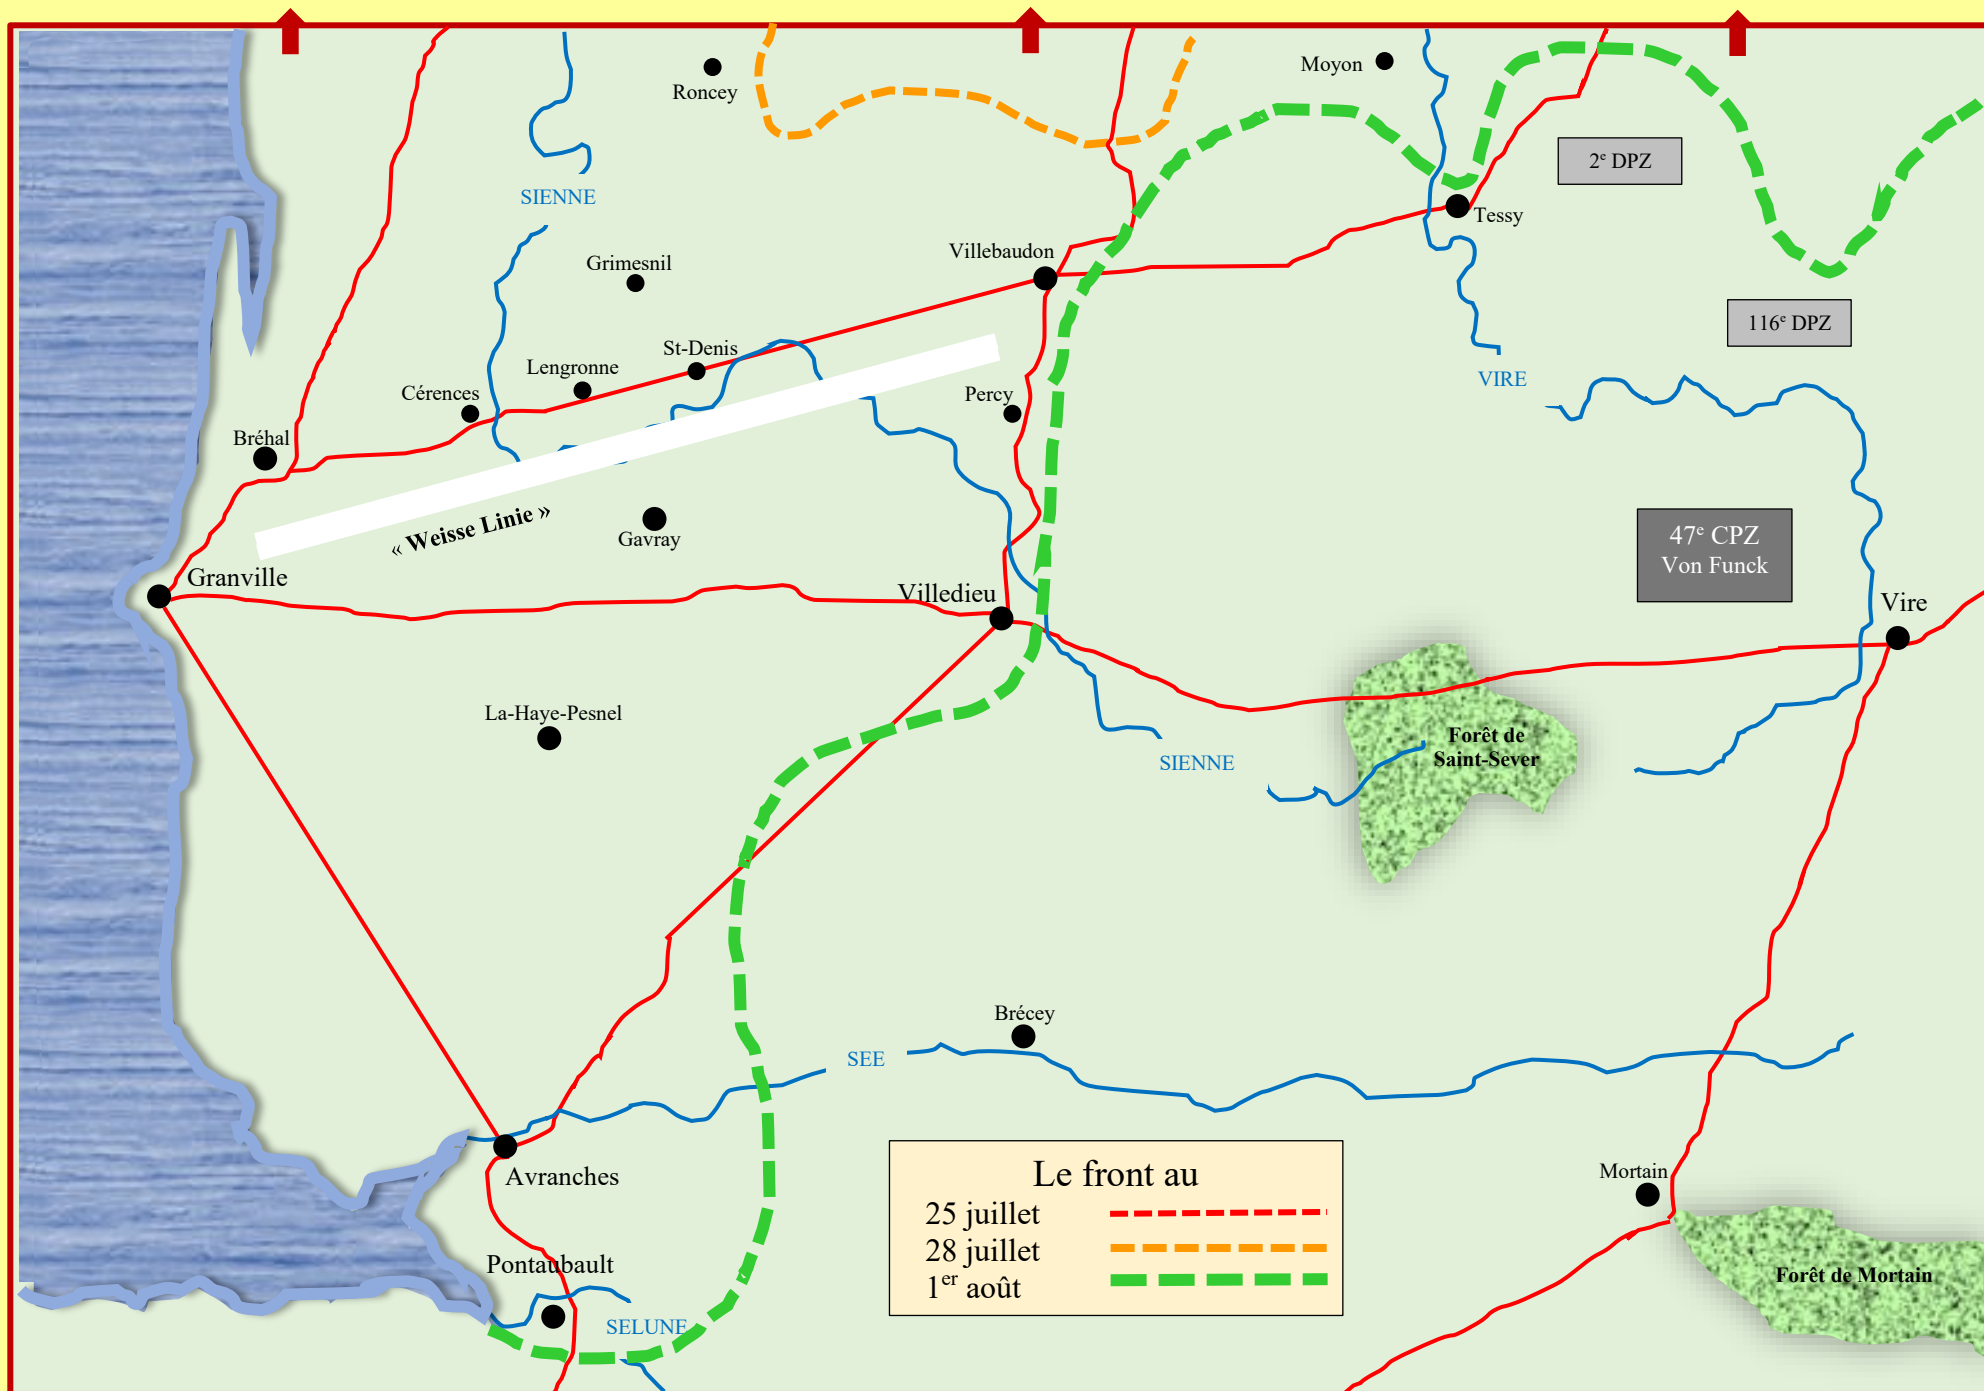 Moyon
Roncey
2e DPZ
SIENNE
Tessy
Villebaudon
Grimesnil
116e DPZ
St-Denis
Lengronne
VIRE
Cérences
Percy
Bréhal
« Weisse Linie »
Gavray
47e CPZ
Von Funck
Granville
Villedieu
Vire
La-Haye-Pesnel
Forêt de
Saint-Sever
SIENNE
Brécey
SEE
Avranches
Mortain
Le front au
25 juillet
28 juillet
1er août
Pontaubault
Forêt de Mortain
SELUNE